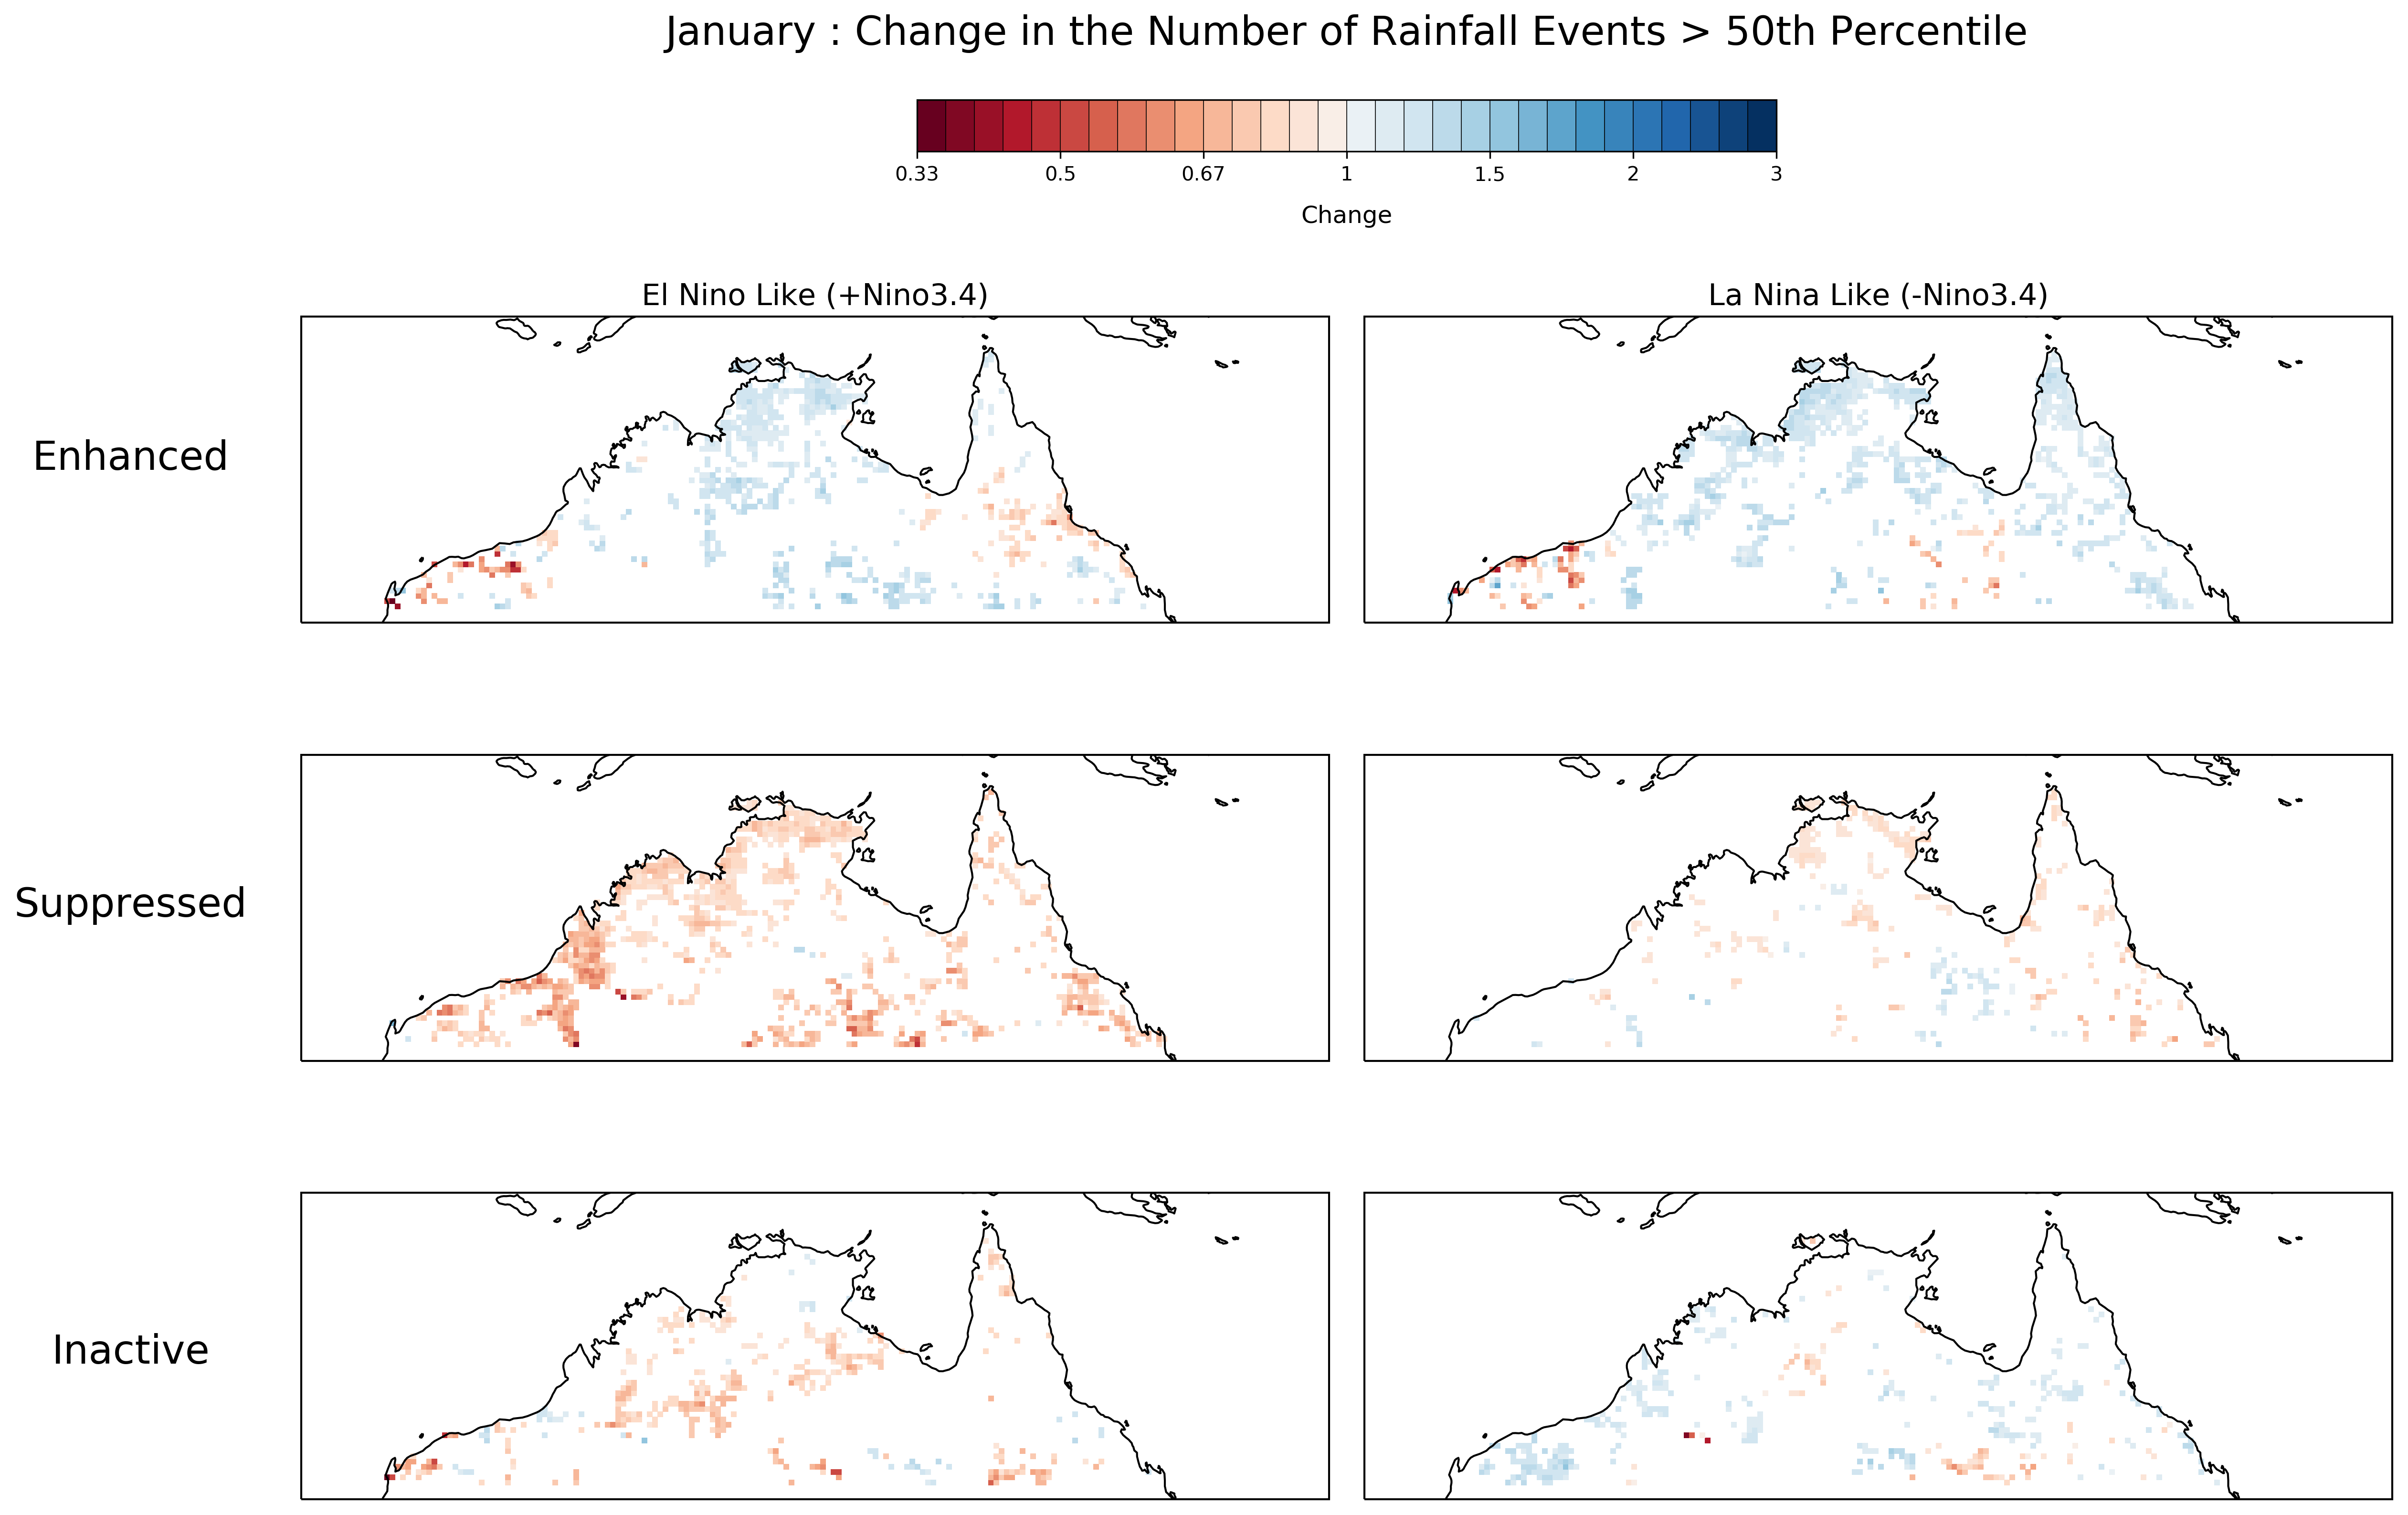 January : Change in the Number of Rainfall Events > 50th Percentile
0.33 0.5 0.67 1 1.5 2 3
Change
El Nino Like (+Nino3.4) La Nina Like (-Nino3.4)
Enhanced
Suppressed
Inactive